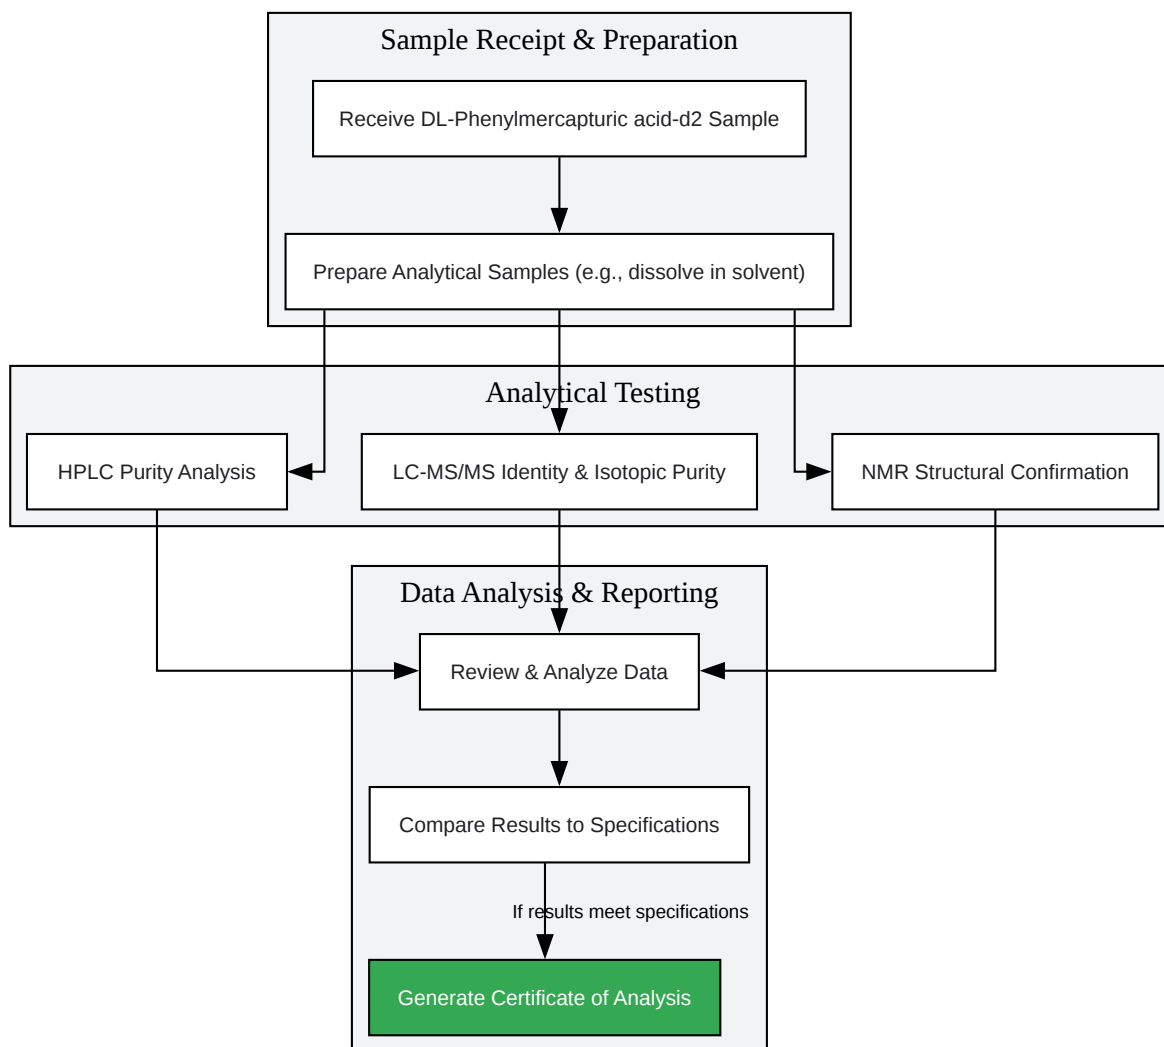 Sample Receipt & Preparation
Receive DL-Phenylmercapturic acid-d2 Sample
Prepare Analytical Samples (e.g., dissolve in solvent)
Analytical Testing
HPLC Purity Analysis
LC-MS/MS Identity & Isotopic Purity
NMR Structural Confirmation
Data Analysis & Reporting
Review & Analyze Data
Compare Results to Specifications
If results meet specifications
Generate Certificate of Analysis